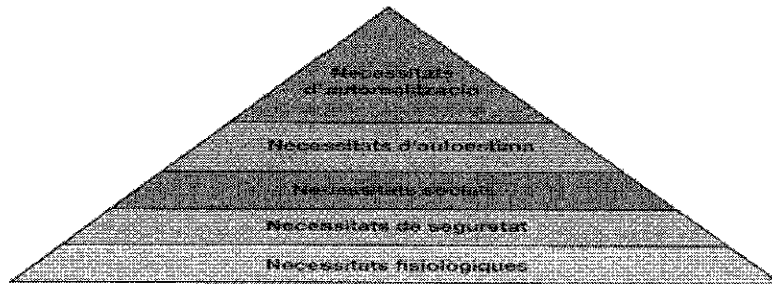 Necessitats
d'autorealització
Necessitats d'autoestima
Necessitats socials
Necessitats de seguretat
Necessitats fisiològiques